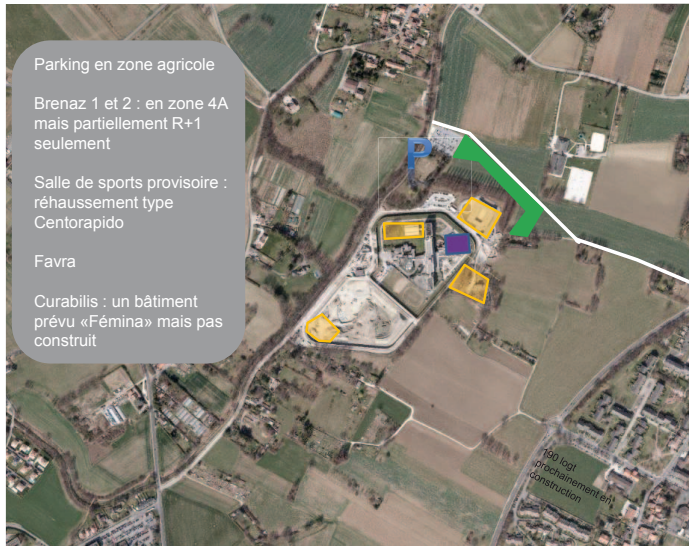 Parking en zone agricole
Brenaz 1 et 2 : en zone 4A
mais partiellement R+1
seulement
Salle de sports provisoire :
réhaussement type
Centorapido
Favra
Curabilis : un bâtiment
prévu «Fémina» mais pas
construit
P
190 logt
prochainement en
construction